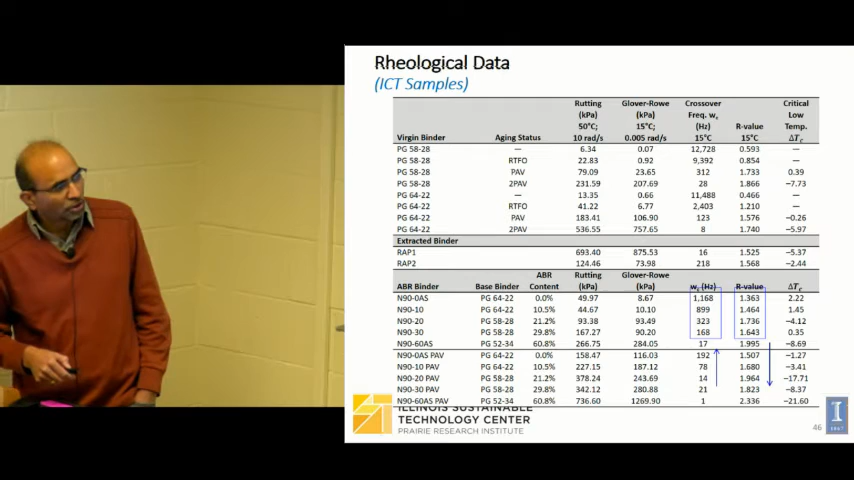 Rheological Data
(ICT Samples)
Rutting Glover-Rowe Crossover Critical
(kPa) (kPa) Freq. wc Low
50°C; 15°C; (Hz) R-value Temp.
Virgin Binder Aging Status 10 rad/s 0.005 rad/s 15°C 15°C ΔTc
PG 58-28 — 6.34 0.07 12,728 0.593 —
PG 58-28 RTFO 22.83 0.92 9,392 0.854 —
PG 58-28 PAV 79.09 23.65 312 1.733 0.39
PG 58-28 2PAV 231.59 207.69 28 1.866 −7.73
PG 64-22 — 13.35 0.66 11,488 0.466 —
PG 64-22 RTFO 41.22 6.77 2,403 1.210 —
PG 64-22 PAV 183.41 106.90 123 1.576 −0.26
PG 64-22 2PAV 536.55 757.65 8 1.740 −5.97
Extracted Binder
RAP1 693.40 875.53 16 1.525 −5.37
RAP2 124.46 73.98 218 1.568 −2.44
ABR Rutting Glover-Rowe
ABR Binder Base Binder Content (kPa) (kPa) wc (Hz) R-value ΔTc
N90-0AS PG 64-22 0.0% 49.97 8.67 1,168 1.363 2.22
N90-10 PG 64-22 10.5% 44.67 10.10 899 1.464 1.45
N90-20 PG 58-28 21.2% 93.38 93.49 323 1.736 −4.12
N90-30 PG 58-28 29.8% 167.27 90.20 168 1.643 0.35
N90-60AS PG 52-34 60.8% 266.75 284.05 17 1.995 −8.69
N90-0AS PAV PG 64-22 0.0% 158.47 116.03 192 1.507 −1.27
N90-10 PAV PG 64-22 10.5% 227.15 187.12 78 1.680 −3.41
N90-20 PAV PG 58-28 21.2% 378.24 243.69 14 1.964 −17.71
N90-30 PAV PG 58-28 29.8% 342.12 280.88 21 1.823 −8.37
N90-60AS PAV PG 52-34 60.8% 736.60 1269.90 1 2.336 −21.60
ILLINOIS SUSTAINABLE
TECHNOLOGY CENTER
PRAIRIE RESEARCH INSTITUTE
46
I